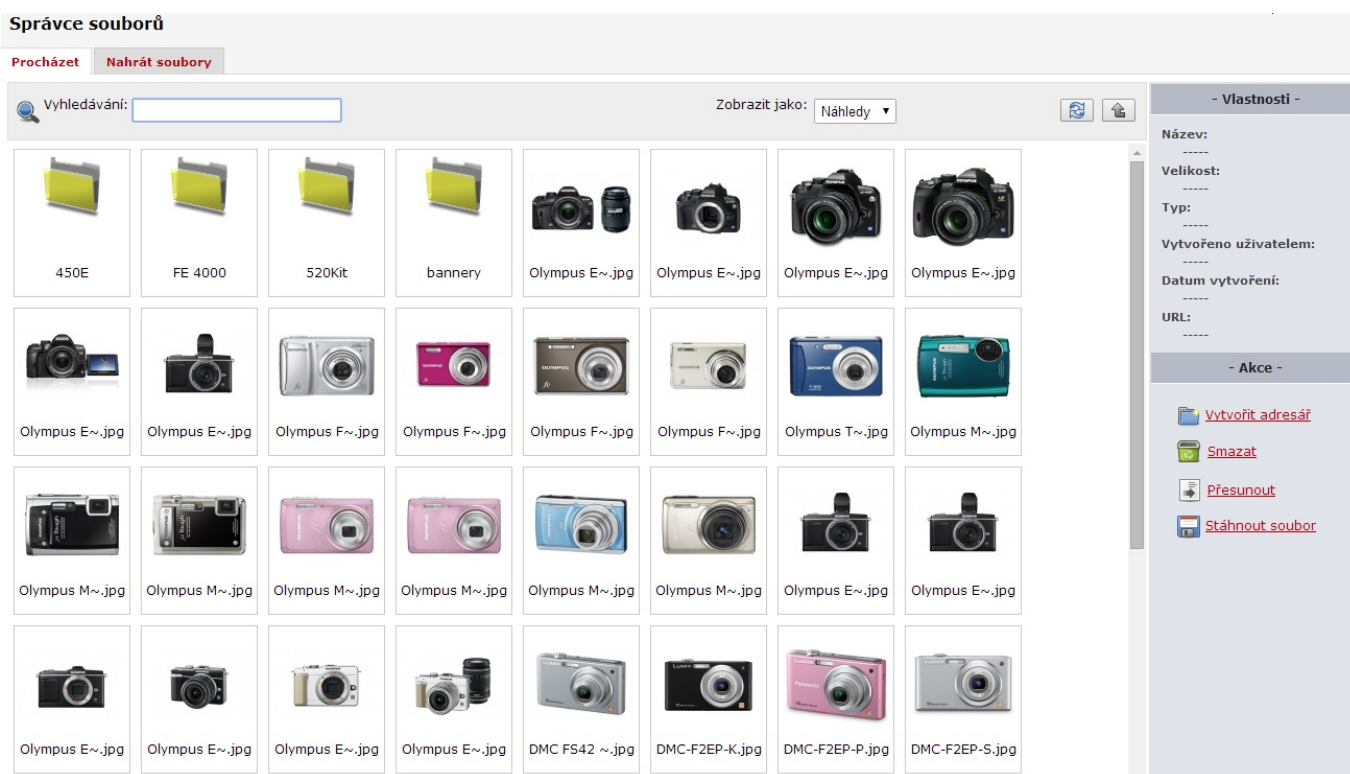 Správce souborů
Procházet Nahrát soubory
Vyhledávání: Zobrazit jako: Náhledy
- Vlastnosti -
Název:
-----
Velikost:
-----
Typ:
-----
Vytvořeno uživatelem:
-----
Datum vytvoření:
-----
URL:
-----
- Akce -
Vytvořit adresář
Smazat
Přesunout
Stáhnout soubor
450E FE 4000 520Kit bannery Olympus E~.jpg Olympus E~.jpg Olympus E~.jpg Olympus E~.jpg
Olympus E~.jpg Olympus E~.jpg Olympus F~.jpg Olympus F~.jpg Olympus F~.jpg Olympus F~.jpg Olympus T~.jpg Olympus M~.jpg
Olympus M~.jpg Olympus M~.jpg Olympus M~.jpg Olympus M~.jpg Olympus M~.jpg Olympus M~.jpg Olympus E~.jpg Olympus E~.jpg
Olympus E~.jpg Olympus E~.jpg Olympus E~.jpg Olympus E~.jpg DMC FS42 ~.jpg DMC-F2EP-K.jpg DMC-F2EP-P.jpg DMC-F2EP-S.jpg